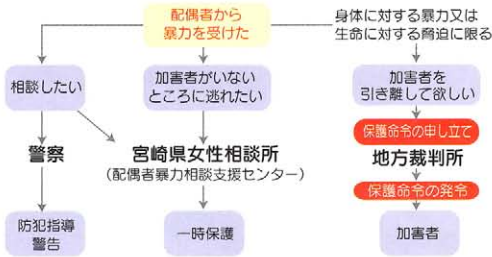 配偶者から
暴力を受けた
身体に対する暴力又は
生命に対する脅迫に限る
相談したい
加害者がいない
ところに逃れたい
加害者を
引き離して欲しい
保護命令の申し立て
警察
宮崎県女性相談所
(配偶者暴力相談支援センター)
地方裁判所
保護命令の発令
防犯指導
警告
一時保護
加害者